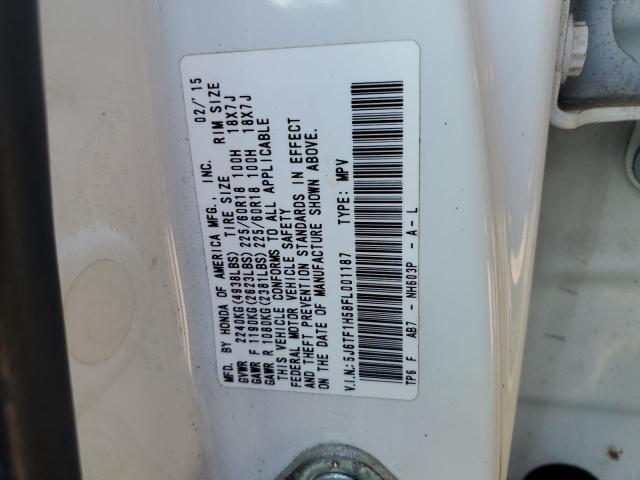 MFD. BY HONDA OF AMERICA MFG., INC. 02/'15
GVWR 2240KG(4938LBS) TIRE SIZE RIM SIZE
GAWR F 1190KG(2623LBS) 225/60R18 100H 18X7J
GAWR R 1080KG(2381LBS) 225/60R18 100H 18X7J
THIS VEHICLE CONFORMS TO ALL APPLICABLE
FEDERAL MOTOR VEHICLE SAFETY
AND THEFT PREVENTION STANDARDS IN EFFECT
ON THE DATE OF MANUFACTURE SHOWN ABOVE.
V.I.N.: 5J6TF1H58FL001187 TYPE: MPV
TP6 F AB7 - NH603P - A - L